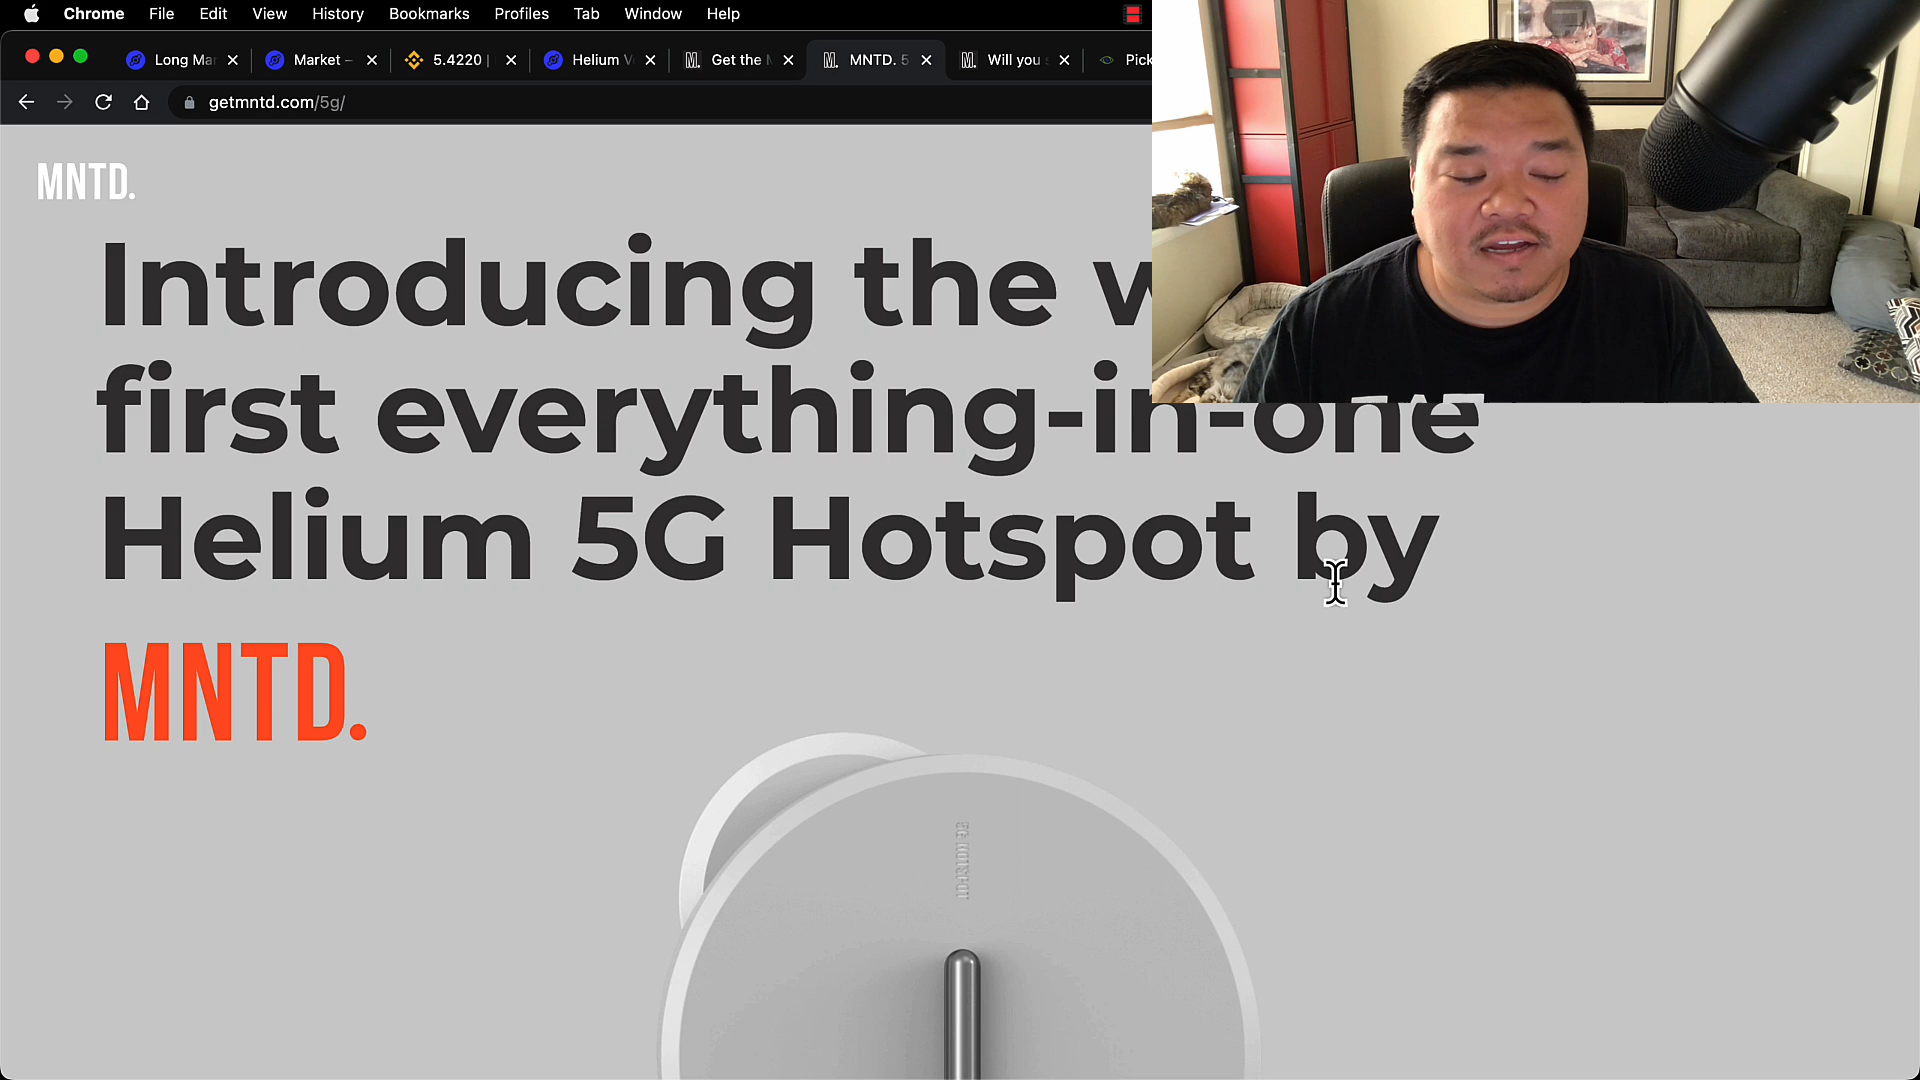 Chrome File Edit View History Bookmarks Profiles Tab Window Help
Long Mar Market – 5.4220 | Helium V Get the MNTD. 5 Will you Pick
getmntd.com/5g/
MNTD.
Introducing the w
first everything-in-one
Helium 5G Hotspot by
MNTD.
5G HOTSPOT